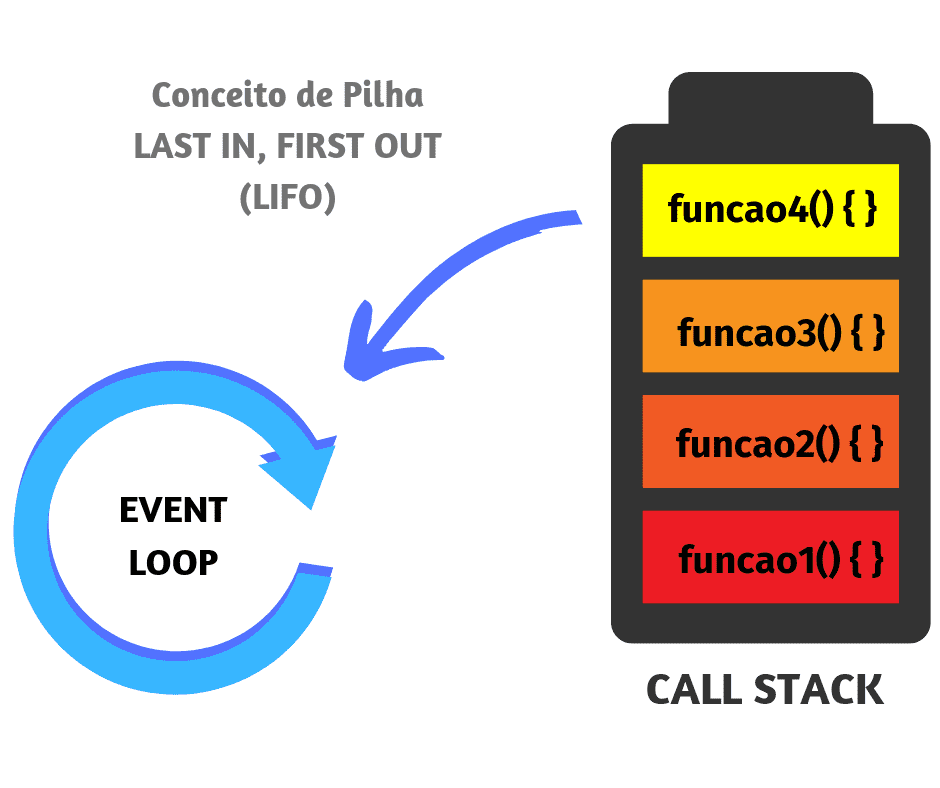 Conceito de Pilha
LAST IN, FIRST OUT
(LIFO)
funcao4() { }
funcao3() { }
funcao2() { }
funcao1() { }
EVENT
LOOP
CALL STACK